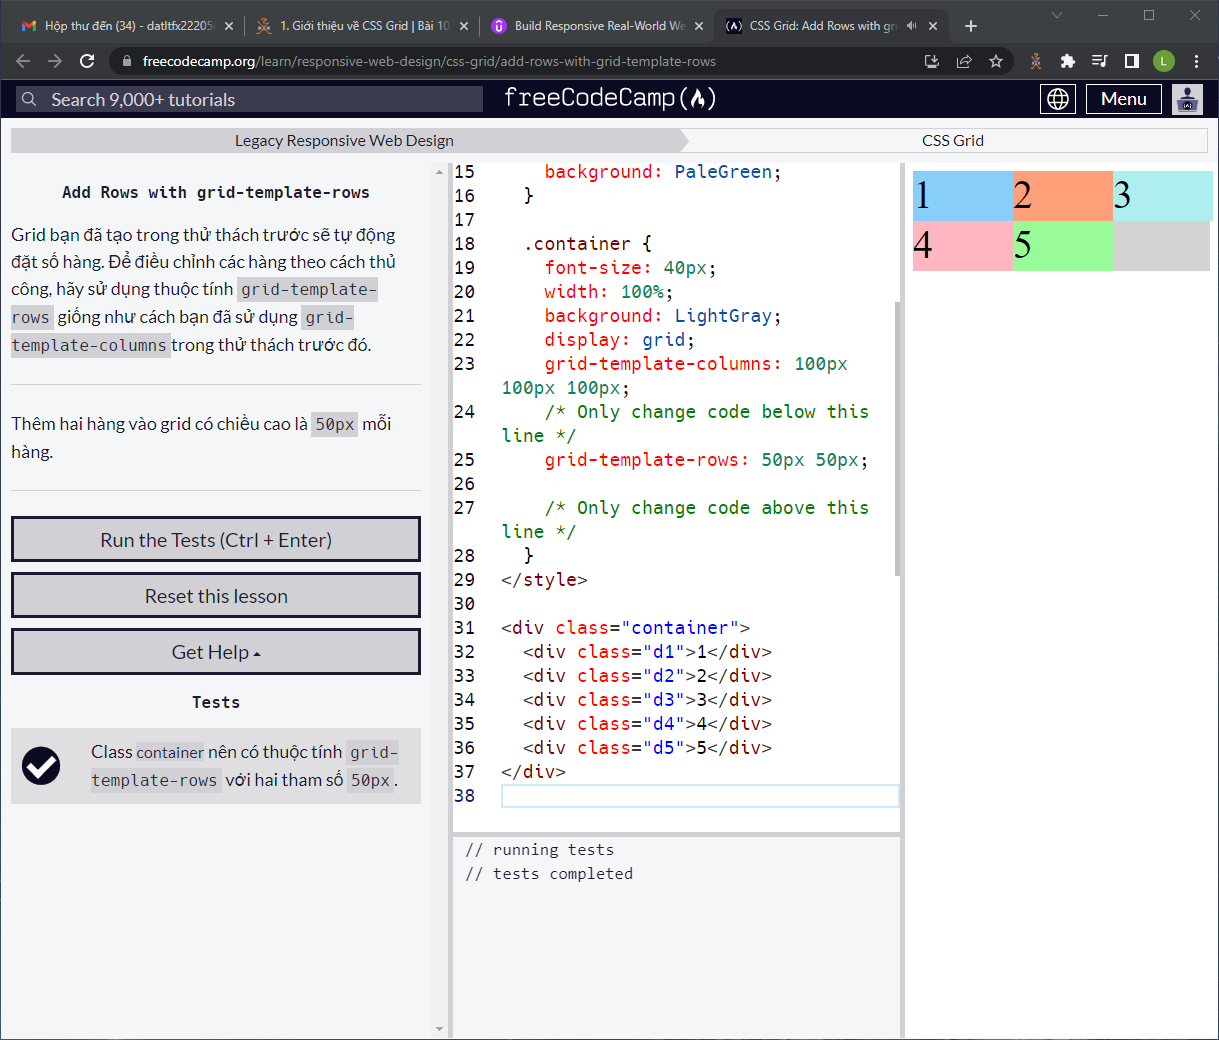 Hộp thư đến (34) - datltfx22205
1. Giới thiệu về CSS Grid | Bài 10
Build Responsive Real-World We
CSS Grid: Add Rows with gr
freecodecamp.org/learn/responsive-web-design/css-grid/add-rows-with-grid-template-rows
L
Search 9,000+ tutorials
freeCodeCamp(🔥)
Menu
Legacy Responsive Web Design
CSS Grid
Add Rows with grid-template-rows
Grid bạn đã tạo trong thử thách trước sẽ tự động
đặt số hàng. Để điều chỉnh các hàng theo cách thủ
công, hãy sử dụng thuộc tính grid-template-
rows giống như cách bạn đã sử dụng grid-
template-columns trong thử thách trước đó.
Thêm hai hàng vào grid có chiều cao là 50px mỗi
hàng.
Run the Tests (Ctrl + Enter)
Reset this lesson
Get Help
Tests
Class container nên có thuộc tính grid-
template-rows với hai tham số 50px.
15 background: PaleGreen;
16 }
17
18 .container {
19 font-size: 40px;
20 width: 100%;
21 background: LightGray;
22 display: grid;
23 grid-template-columns: 100px
100px 100px;
24 /* Only change code below this
line */
25 grid-template-rows: 50px 50px;
26
27 /* Only change code above this
line */
28 }
29 </style>
30
31 <div class="container">
32 <div class="d1">1</div>
33 <div class="d2">2</div>
34 <div class="d3">3</div>
35 <div class="d4">4</div>
36 <div class="d5">5</div>
37 </div>
38
// running tests
// tests completed
1 2 3
4 5